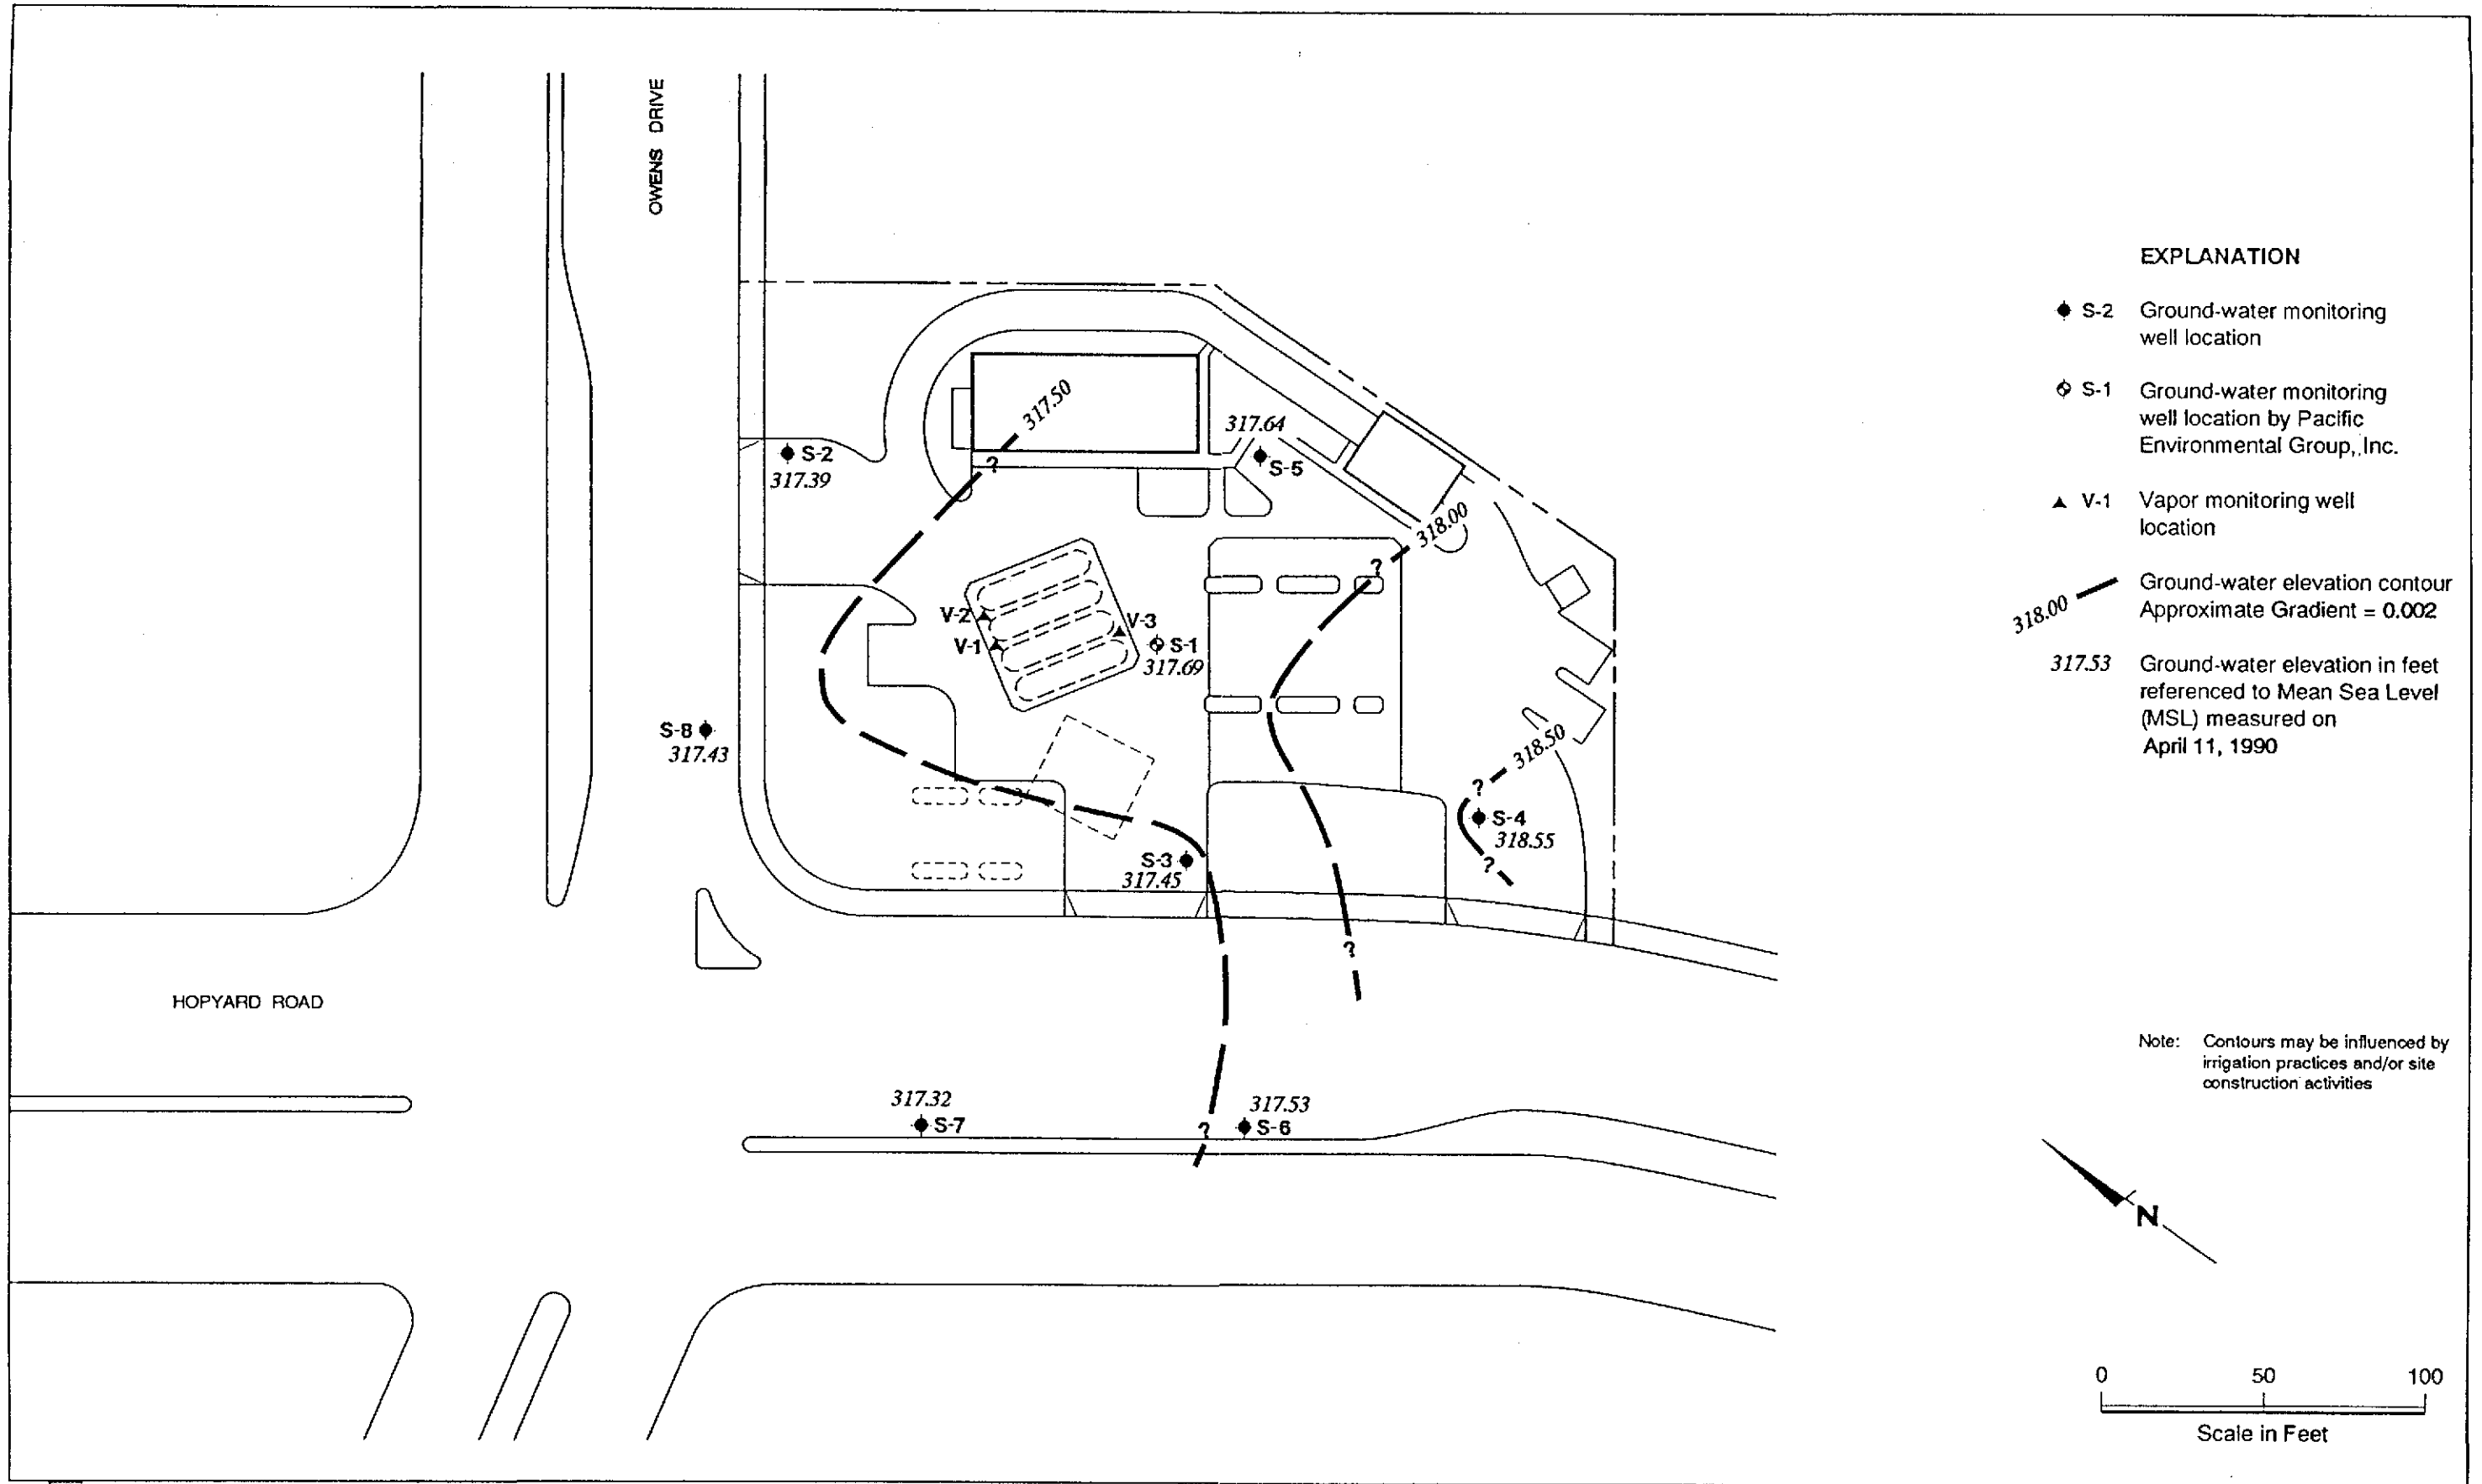 OWENS DRIVE
317.50
317.64
S-5
S-2
317.39
318.00
V-2
V-1
V-3
S-1
317.69
S-8
317.43
318.50
S-4
318.55
S-3
317.45
?
?
?
?
?
?
HOPYARD ROAD
317.32
S-7
317.53
S-6
EXPLANATION
S-2 Ground-water monitoring
well location
S-1 Ground-water monitoring
well location by Pacific
Environmental Group, Inc.
V-1 Vapor monitoring well
location
318.00 Ground-water elevation contour
Approximate Gradient = 0.002
317.53 Ground-water elevation in feet
referenced to Mean Sea Level
(MSL) measured on
April 11, 1990
Note: Contours may be influenced by
irrigation practices and/or site
construction activities
N
0 50 100
Scale in Feet